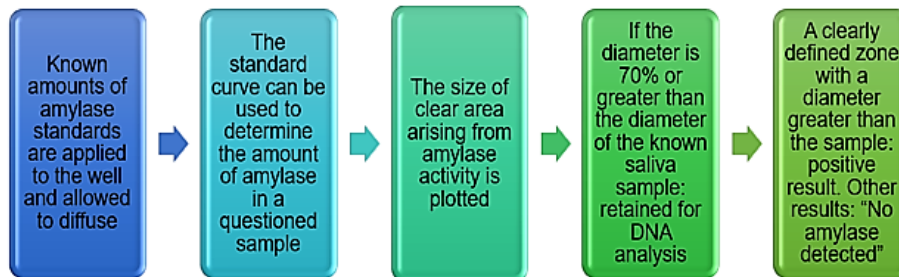 Known
amounts of
amylase
standards
are applied
to the well
and allowed
to diffuse
The
standard
curve can be
used to
determine
the amount
of amylase in
a questioned
sample
The size of
clear area
arising from
amylase
activity is
plotted
If the
diameter is
70% or
greater than
the diameter
of the known
saliva
sample:
retained for
DNA
analysis
A clearly
defined zone
with a
diameter
greater than
the sample:
positive
result. Other
results: “No
amylase
detected”